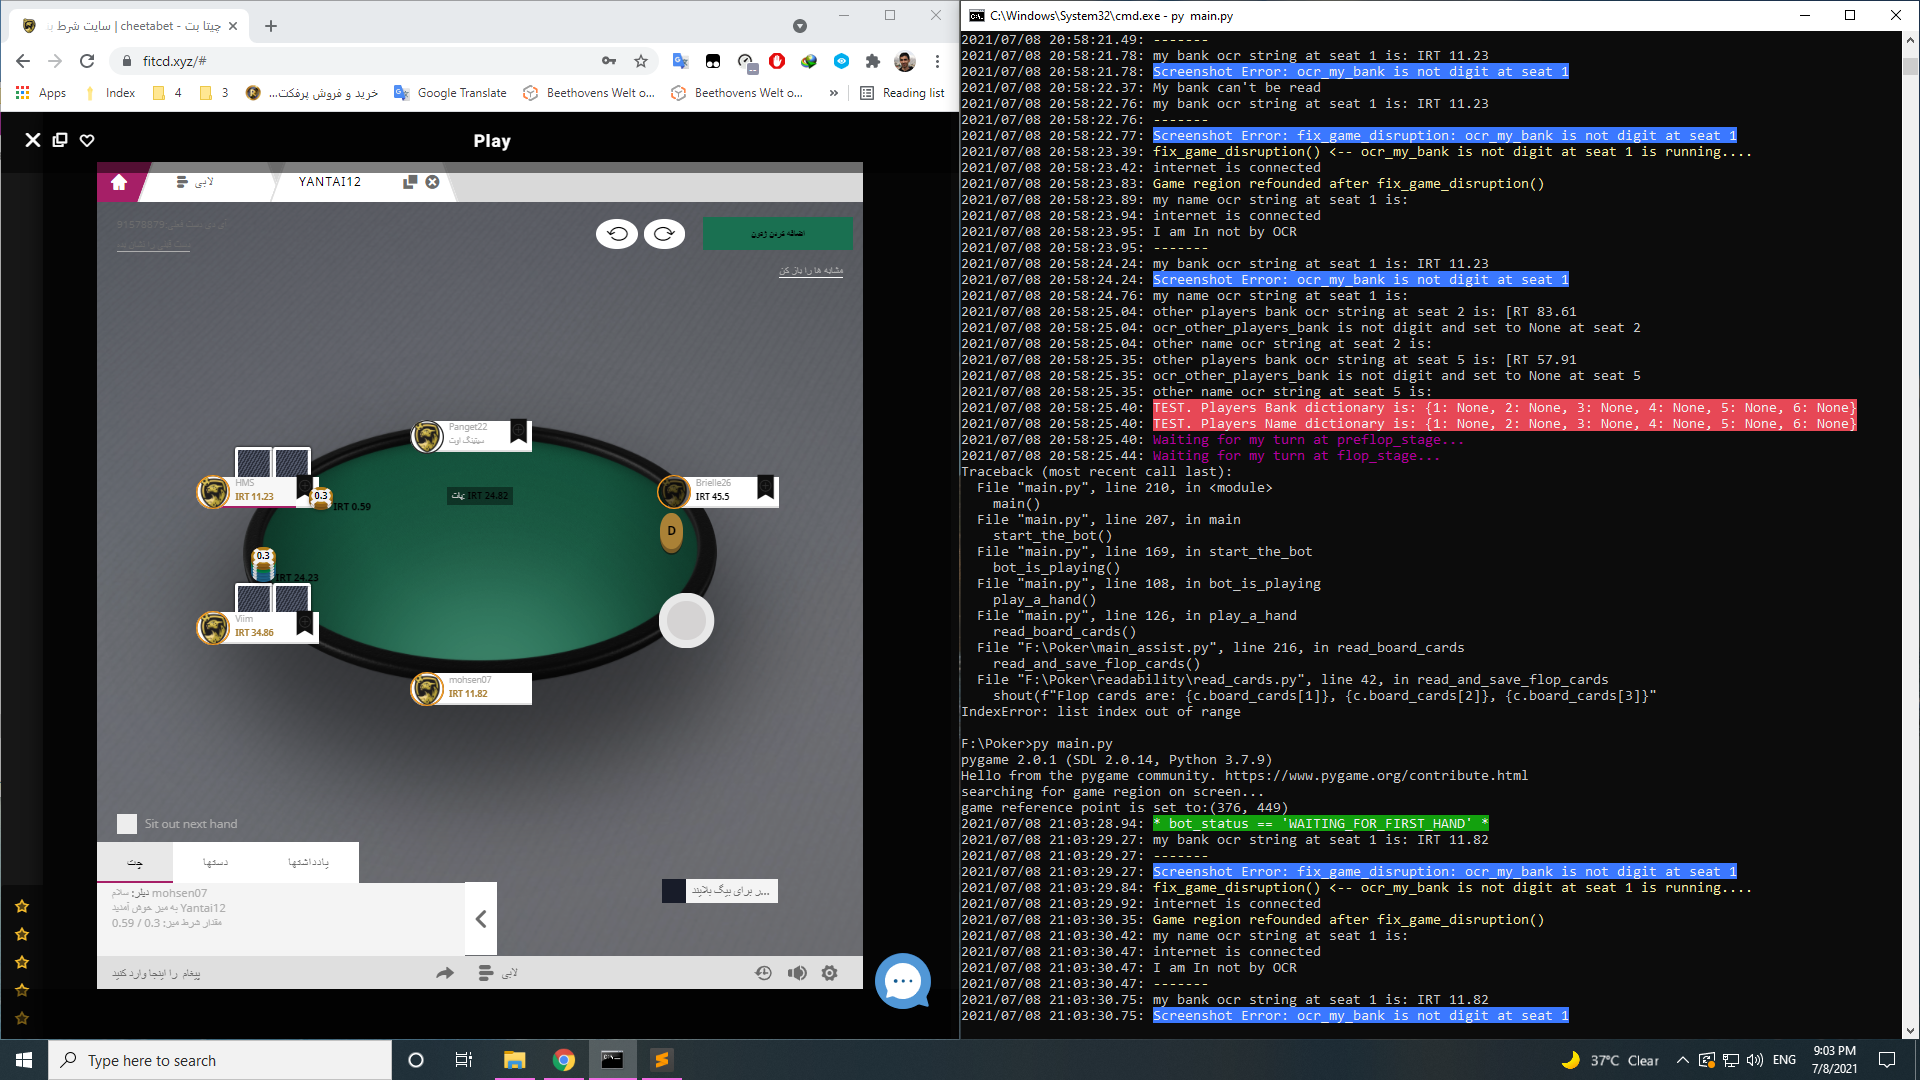 چیتا بت - cheetabet | سایت شرط ب
fitcd.xyz/#
Apps
Index
4
3
خرید و فروش پرفکت...
Google Translate
Beethovens Welt o...
Beethovens Welt o...
»
Reading list
Play
لابی
YANTAI12
91578379
اضافه کردن ژتون
مشابه ها را باز کن
Panget22
سیتینگ اوت
HMS
IRT 11.23
0.3
IRT 0.59
پات: IRT 24.82
Brielle26
IRT 45.5
D
0.3
IRT 24.23
Viim
IRT 34.86
mohsen07
IRT 11.82
Sit out next hand
چت
دستها
یادداشتها
دیلر: سلام mohsen07
به میز خوش آمدید Yantai12
مقدار شرط میز: 0.3 / 0.59
ر برای بیگ بلایند...
پیغام را اینجا وارد کنید
لابی
C:\Windows\System32\cmd.exe - py main.py
2021/07/08 20:58:21.49: -------
2021/07/08 20:58:21.78: my bank ocr string at seat 1 is: IRT 11.23
2021/07/08 20:58:21.78: Screenshot Error: ocr_my_bank is not digit at seat 1
2021/07/08 20:58:22.37: My bank can't be read
2021/07/08 20:58:22.76: my bank ocr string at seat 1 is: IRT 11.23
2021/07/08 20:58:22.76: -------
2021/07/08 20:58:22.77: Screenshot Error: fix_game_disruption: ocr_my_bank is not digit at seat 1
2021/07/08 20:58:23.39: fix_game_disruption() <-- ocr_my_bank is not digit at seat 1 is running....
2021/07/08 20:58:23.42: internet is connected
2021/07/08 20:58:23.83: Game region refounded after fix_game_disruption()
2021/07/08 20:58:23.89: my name ocr string at seat 1 is:
2021/07/08 20:58:23.94: internet is connected
2021/07/08 20:58:23.95: I am In not by OCR
2021/07/08 20:58:23.95: -------
2021/07/08 20:58:24.24: my bank ocr string at seat 1 is: IRT 11.23
2021/07/08 20:58:24.24: Screenshot Error: ocr_my_bank is not digit at seat 1
2021/07/08 20:58:24.76: my name ocr string at seat 1 is:
2021/07/08 20:58:25.04: other players bank ocr string at seat 2 is: [RT 83.61
2021/07/08 20:58:25.04: ocr_other_players_bank is not digit and set to None at seat 2
2021/07/08 20:58:25.04: other name ocr string at seat 2 is:
2021/07/08 20:58:25.35: other players bank ocr string at seat 5 is: [RT 57.91
2021/07/08 20:58:25.35: ocr_other_players_bank is not digit and set to None at seat 5
2021/07/08 20:58:25.35: other name ocr string at seat 5 is:
2021/07/08 20:58:25.40: TEST. Players Bank dictionary is: {1: None, 2: None, 3: None, 4: None, 5: None, 6: None}
2021/07/08 20:58:25.40: TEST. Players Name dictionary is: {1: None, 2: None, 3: None, 4: None, 5: None, 6: None}
2021/07/08 20:58:25.40: Waiting for my turn at preflop_stage...
2021/07/08 20:58:25.44: Waiting for my turn at flop_stage...
Traceback (most recent call last):
  File "main.py", line 210, in <module>
    main()
  File "main.py", line 207, in main
    start_the_bot()
  File "main.py", line 169, in start_the_bot
    bot_is_playing()
  File "main.py", line 108, in bot_is_playing
    play_a_hand()
  File "main.py", line 126, in play_a_hand
    read_board_cards()
  File "F:\Poker\main_assist.py", line 216, in read_board_cards
    read_and_save_flop_cards()
  File "F:\Poker\readability\read_cards.py", line 42, in read_and_save_flop_cards
    shout(f"Flop cards are: {c.board_cards[1]}, {c.board_cards[2]}, {c.board_cards[3]}"
IndexError: list index out of range
F:\Poker>py main.py
pygame 2.0.1 (SDL 2.0.14, Python 3.7.9)
Hello from the pygame community. https://www.pygame.org/contribute.html
searching for game region on screen...
game reference point is set to:(376, 449)
2021/07/08 21:03:28.94: * bot_status == 'WAITING_FOR_FIRST_HAND' *
2021/07/08 21:03:29.27: my bank ocr string at seat 1 is: IRT 11.82
2021/07/08 21:03:29.27: -------
2021/07/08 21:03:29.27: Screenshot Error: fix_game_disruption: ocr_my_bank is not digit at seat 1
2021/07/08 21:03:29.84: fix_game_disruption() <-- ocr_my_bank is not digit at seat 1 is running....
2021/07/08 21:03:29.92: internet is connected
2021/07/08 21:03:30.35: Game region refounded after fix_game_disruption()
2021/07/08 21:03:30.42: my name ocr string at seat 1 is:
2021/07/08 21:03:30.47: internet is connected
2021/07/08 21:03:30.47: I am In not by OCR
2021/07/08 21:03:30.47: -------
2021/07/08 21:03:30.75: my bank ocr string at seat 1 is: IRT 11.82
2021/07/08 21:03:30.75: Screenshot Error: ocr_my_bank is not digit at seat 1
Type here to search
37°C Clear
ENG
9:03 PM
7/8/2021